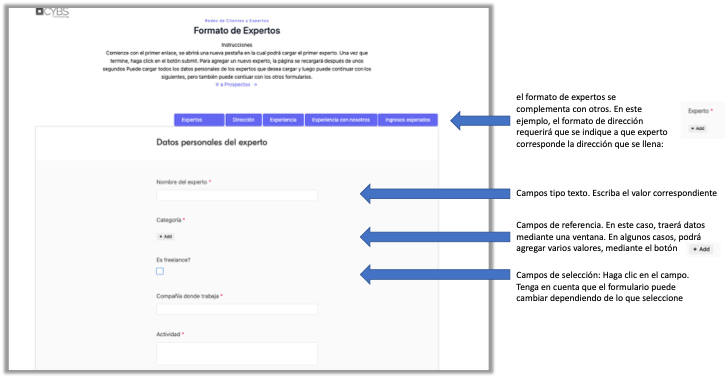 CYBS
Redes de Clientes y Expertos
Formato de Expertos
Instrucciones
Comience con el primer enlace, se abrirá una nueva pestaña en la cual podrá cargar el primer experto. Una vez que
termine, haga click en el botón submit. Para agregar un nuevo experto, la página se recargará después de unos
segundos Puede cargar todos los datos personales de los expertos que desea cargar y luego puede continuar con los
siguientes, pero también puede contiuar con los otros formularios.
Ir a Prospectos →
Expertos Dirección Experiencia Experiencia con nosotros Ingresos esperados
Datos personales del experto
Nombre del experto *
Categoría *
+ Add
Es freelance?
Compañía donde trabaja *
Actividad *
el formato de expertos se
complementa con otros. En este
ejemplo, el formato de dirección
requerirá que se indique a que experto
corresponde la dirección que se llena:
Experto *
+ Add
Campos tipo texto. Escriba el valor correspondiente
Campos de referencia. En este caso, traerá datos
mediante una ventana. En algunos casos, podrá
agregar varios valores, mediante el botón + Add
Campos de selección: Haga clic en el campo.
Tenga en cuenta que el formulario puede
cambiar dependiendo de lo que seleccione